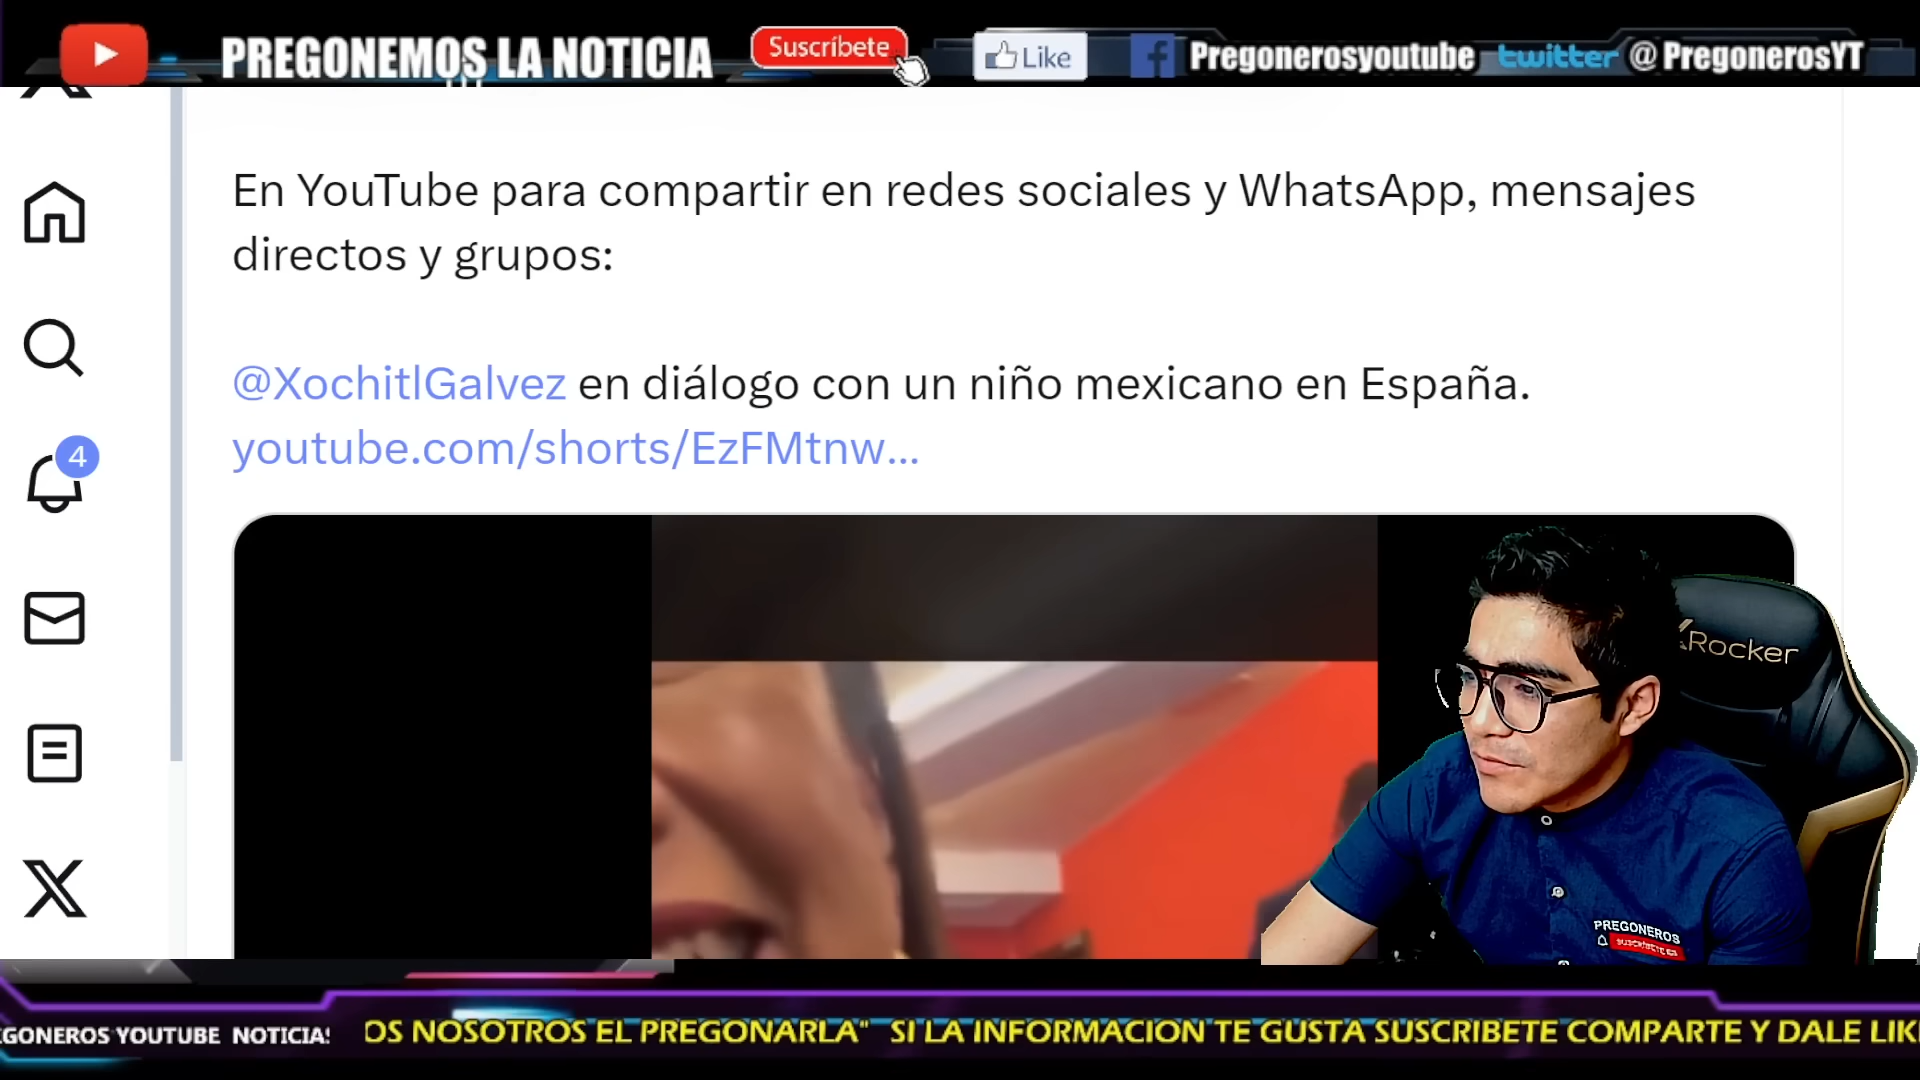 PREGONEMOS LA NOTICIA
Suscríbete
Like
Pregonerosyoutube
twitter @PregonerosYT
En YouTube para compartir en redes sociales y WhatsApp, mensajes
directos y grupos:
@XochitlGalvez en diálogo con un niño mexicano en España.
youtube.com/shorts/EzFMtnw...
4
Rocker
PREGONEROS
SUSCRÍBETE
GONEROS YOUTUBE NOTICIAS
OS NOSOTROS EL PREGONARLA" SI LA INFORMACION TE GUSTA SUSCRIBETE COMPARTE Y DALE LIK